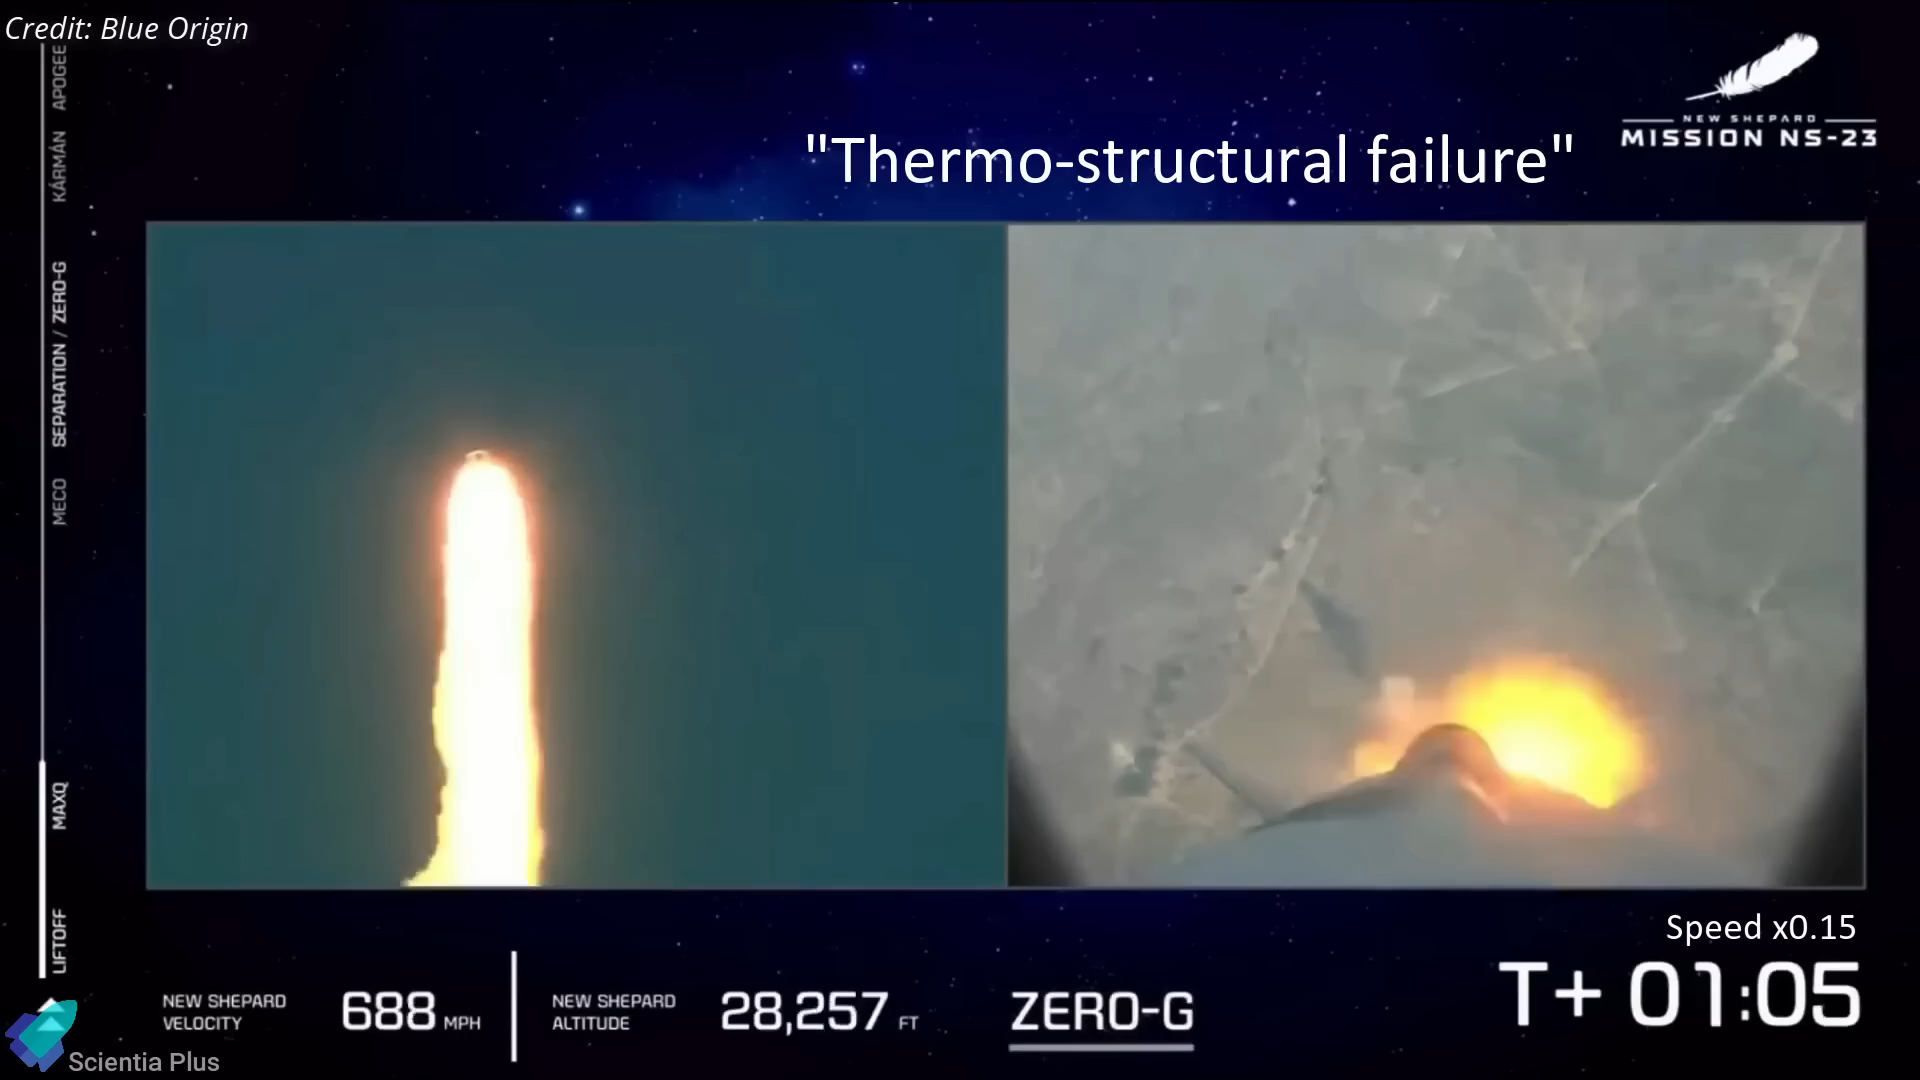 Credit: Blue Origin
APOGEE
KÁRMÁN
SEPARATION / ZERO-G
MECO
MAXQ
LIFTOFF
NEW SHEPARD
MISSION NS-23
"Thermo-structural failure"
Speed x0.15
T+ 01:05
NEW SHEPARD
VELOCITY
688 MPH
NEW SHEPARD
ALTITUDE
28,257 FT
ZERO-G
Scientia Plus